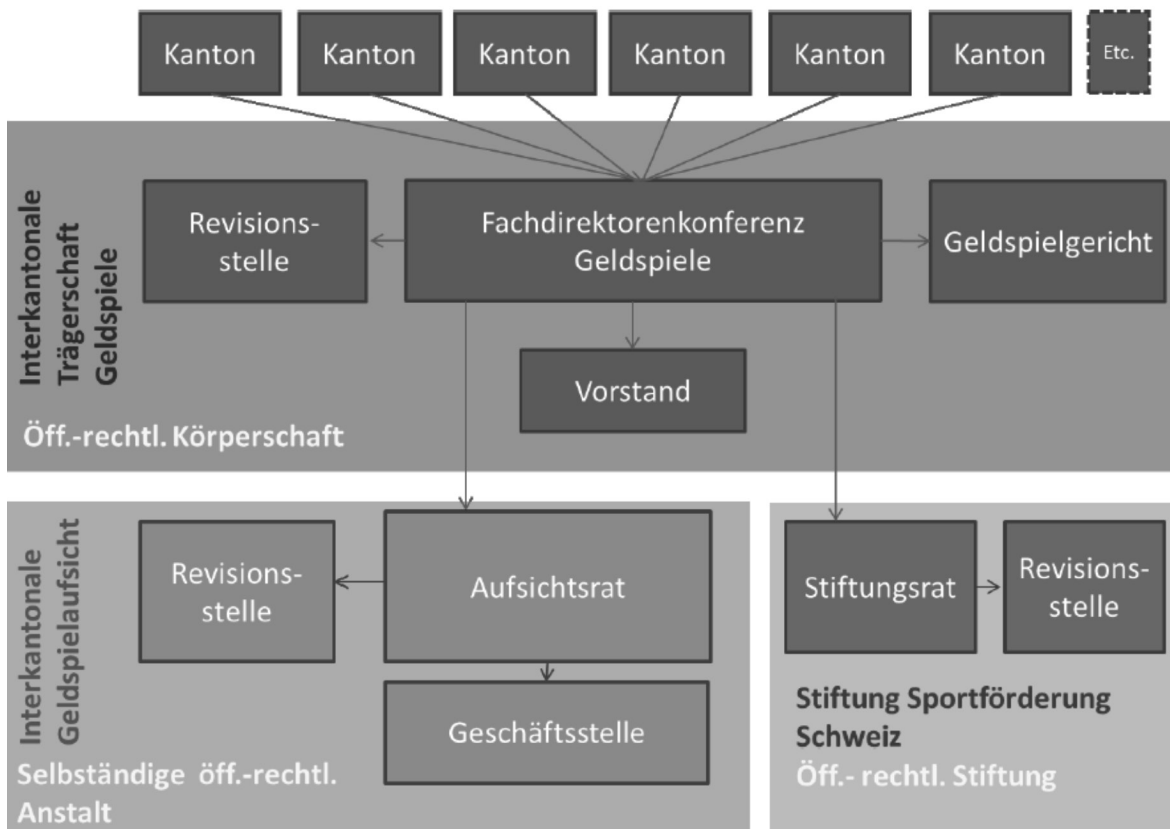 Kanton
Kanton
Kanton
Kanton
Kanton
Kanton
Etc.
Interkantonale
Trägerschaft
Geldspiele
Revisions-
stelle
Fachdirektorenkonferenz
Geldspiele
Geldspielgericht
Vorstand
Öff.-rechtl. Körperschaft
Interkantonale
Geldspielaufsicht
Revisions-
stelle
Aufsichtsrat
Geschäftsstelle
Selbständige öff.-rechtl.
Anstalt
Stiftungsrat
Revisions-
stelle
Stiftung Sportförderung
Schweiz
Öff.- rechtl. Stiftung